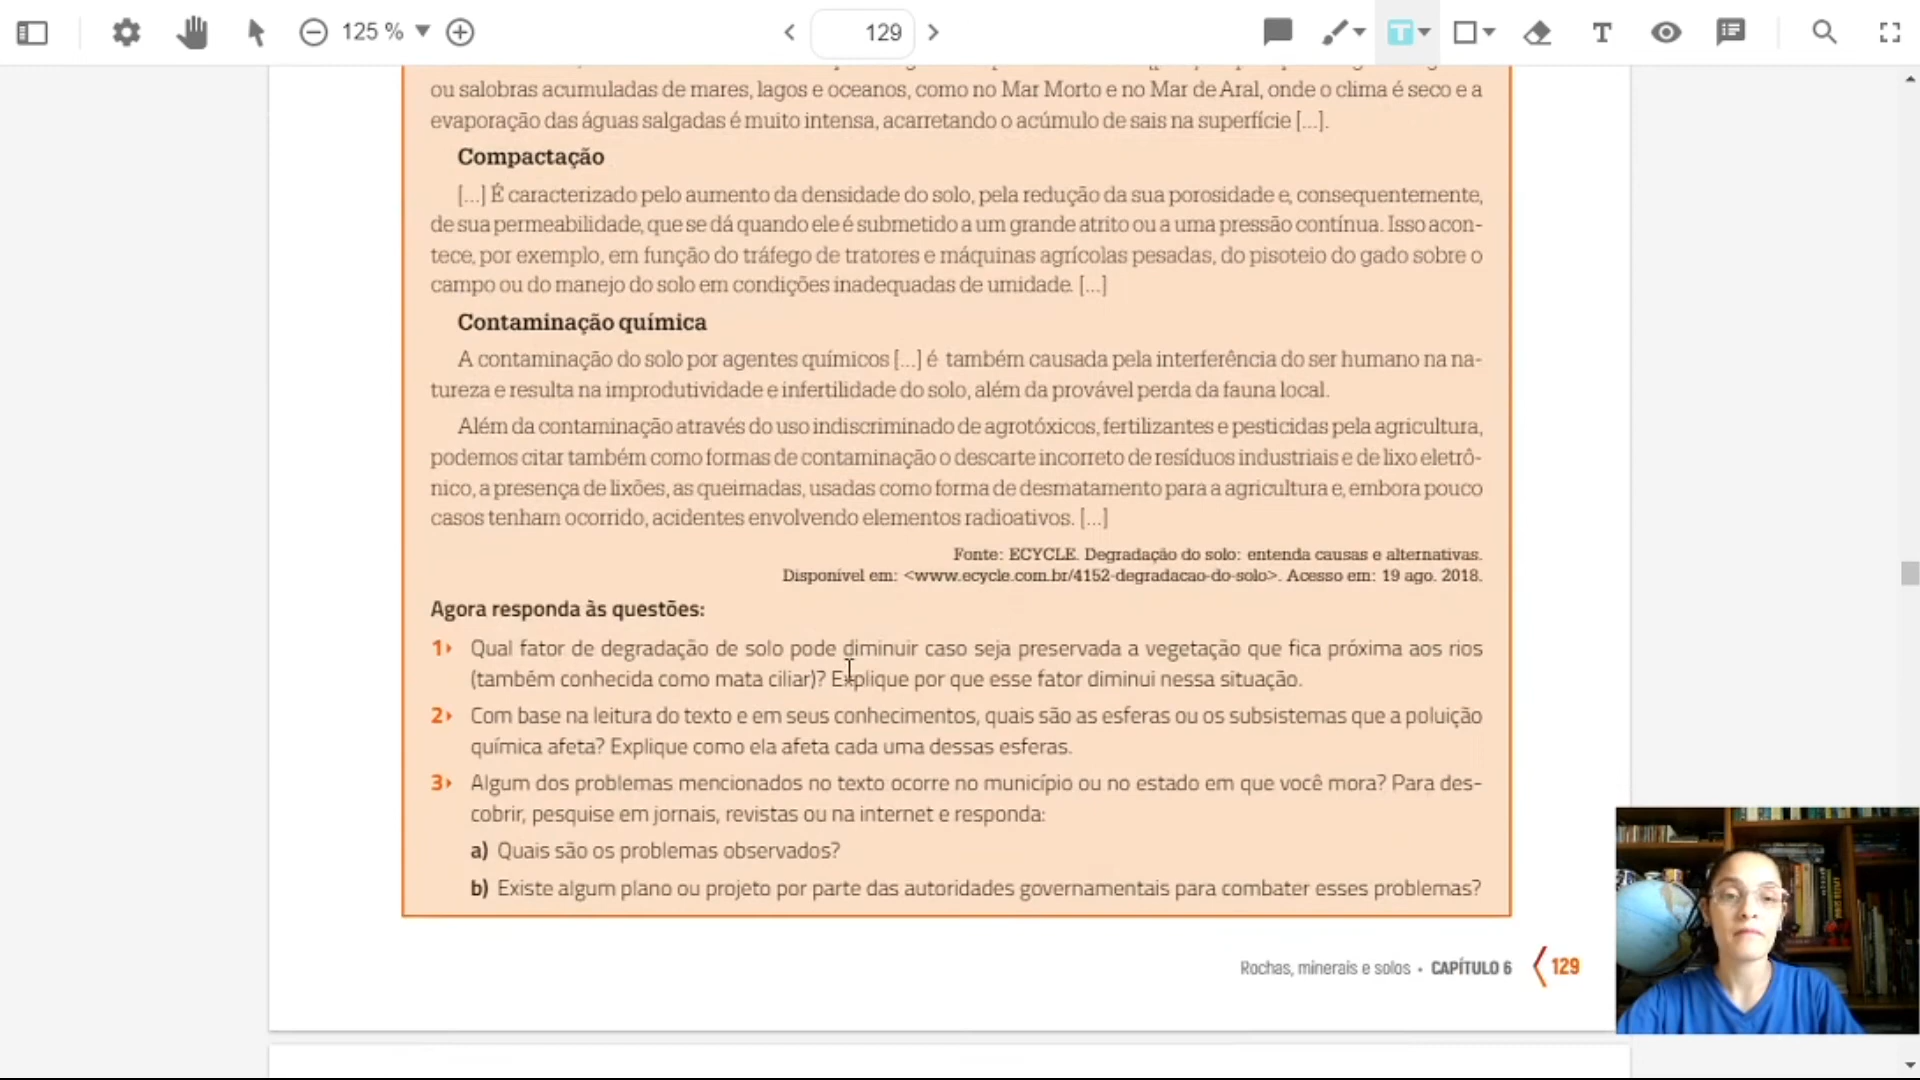 125 %
129
ou salobras acumuladas de mares, lagos e oceanos, como no Mar Morto e no Mar de Aral, onde o clima é seco e a
evaporação das águas salgadas é muito intensa, acarretando o acúmulo de sais na superfície [...].
Compactação
[...] É caracterizado pelo aumento da densidade do solo, pela redução da sua porosidade e, consequentemente,
de sua permeabilidade, que se dá quando ele é submetido a um grande atrito ou a uma pressão contínua. Isso acon-
tece, por exemplo, em função do tráfego de tratores e máquinas agrícolas pesadas, do pisoteio do gado sobre o
campo ou do manejo do solo em condições inadequadas de umidade. [...]
Contaminação química
A contaminação do solo por agentes químicos [...] é também causada pela interferência do ser humano na na-
tureza e resulta na improdutividade e infertilidade do solo, além da provável perda da fauna local.
Além da contaminação através do uso indiscriminado de agrotóxicos, fertilizantes e pesticidas pela agricultura,
podemos citar também como formas de contaminação o descarte incorreto de resíduos industriais e de lixo eletrô-
nico, a presença de lixões, as queimadas, usadas como forma de desmatamento para a agricultura e, embora pouco
casos tenham ocorrido, acidentes envolvendo elementos radioativos. [...]
Fonte: ECYCLE. Degradação do solo: entenda causas e alternativas.
Disponível em: <www.ecycle.com.br/4152-degradacao-do-solo>. Acesso em: 19 ago. 2018.
Agora responda às questões:
1 Qual fator de degradação de solo pode diminuir caso seja preservada a vegetação que fica próxima aos rios
(também conhecida como mata ciliar)? Explique por que esse fator diminui nessa situação.
2 Com base na leitura do texto e em seus conhecimentos, quais são as esferas ou os subsistemas que a poluição
química afeta? Explique como ela afeta cada uma dessas esferas.
3 Algum dos problemas mencionados no texto ocorre no município ou no estado em que você mora? Para des-
cobrir, pesquise em jornais, revistas ou na internet e responda:
a) Quais são os problemas observados?
b) Existe algum plano ou projeto por parte das autoridades governamentais para combater esses problemas?
Rochas, minerais e solos • CAPÍTULO 6 129